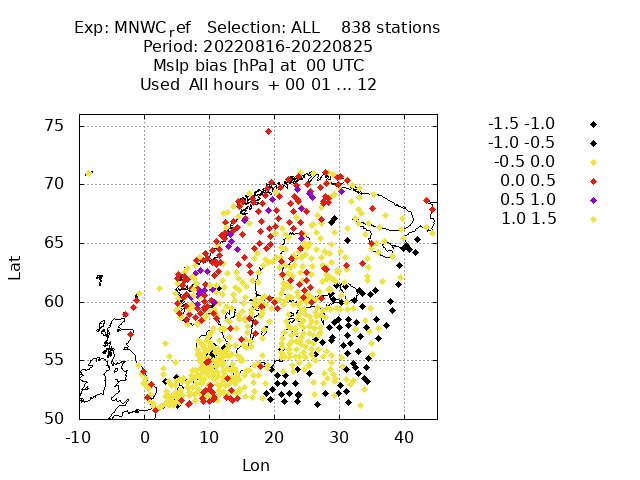 Exp: MNWC_ref   Selection: ALL    838 stations
Period: 20220816-20220825
Mslp bias [hPa] at  00 UTC
Used  All hours  + 00 01 ... 12
75
70
65
60
55
50
-10 0 10 20 30 40
Lat
Lon
-1.5 -1.0
-1.0 -0.5
-0.5 0.0
0.0 0.5
0.5 1.0
1.0 1.5